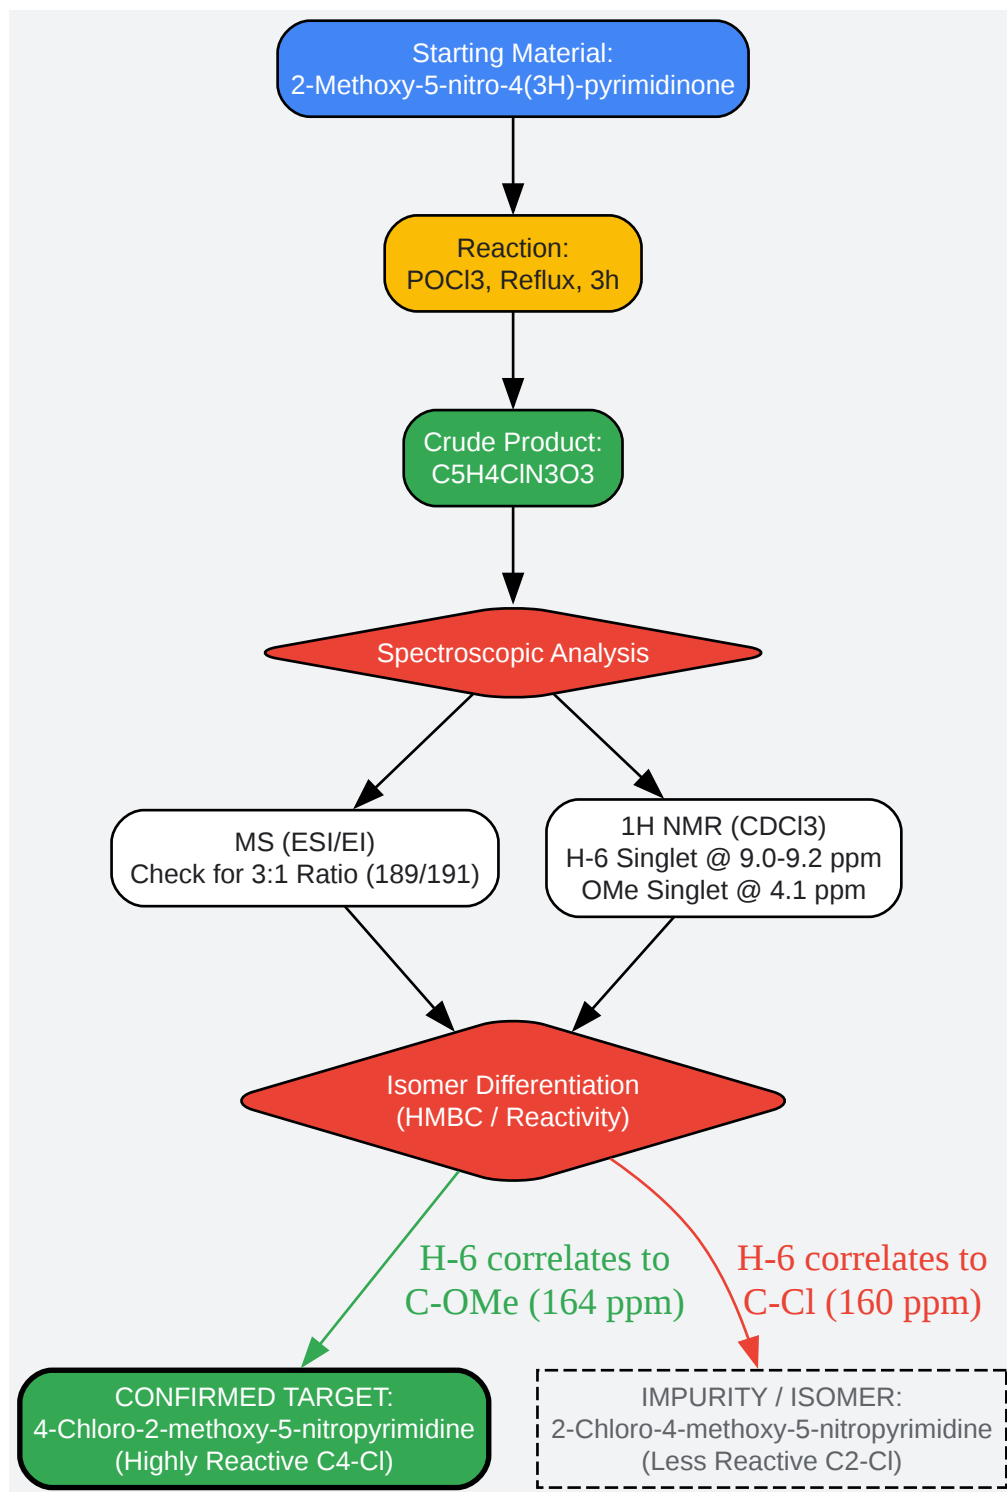 Starting Material:
2-Methoxy-5-nitro-4(3H)-pyrimidinone
Reaction:
POCl3, Reflux, 3h
Crude Product:
C5H4ClN3O3
Spectroscopic Analysis
MS (ESI/EI)
Check for 3:1 Ratio (189/191)
1H NMR (CDCl3)
H-6 Singlet @ 9.0-9.2 ppm
OMe Singlet @ 4.1 ppm
Isomer Differentiation
(HMBC / Reactivity)
H-6 correlates to
C-OMe (164 ppm)
H-6 correlates to
C-Cl (160 ppm)
CONFIRMED TARGET:
4-Chloro-2-methoxy-5-nitropyrimidine
(Highly Reactive C4-Cl)
IMPURITY / ISOMER:
2-Chloro-4-methoxy-5-nitropyrimidine
(Less Reactive C2-Cl)